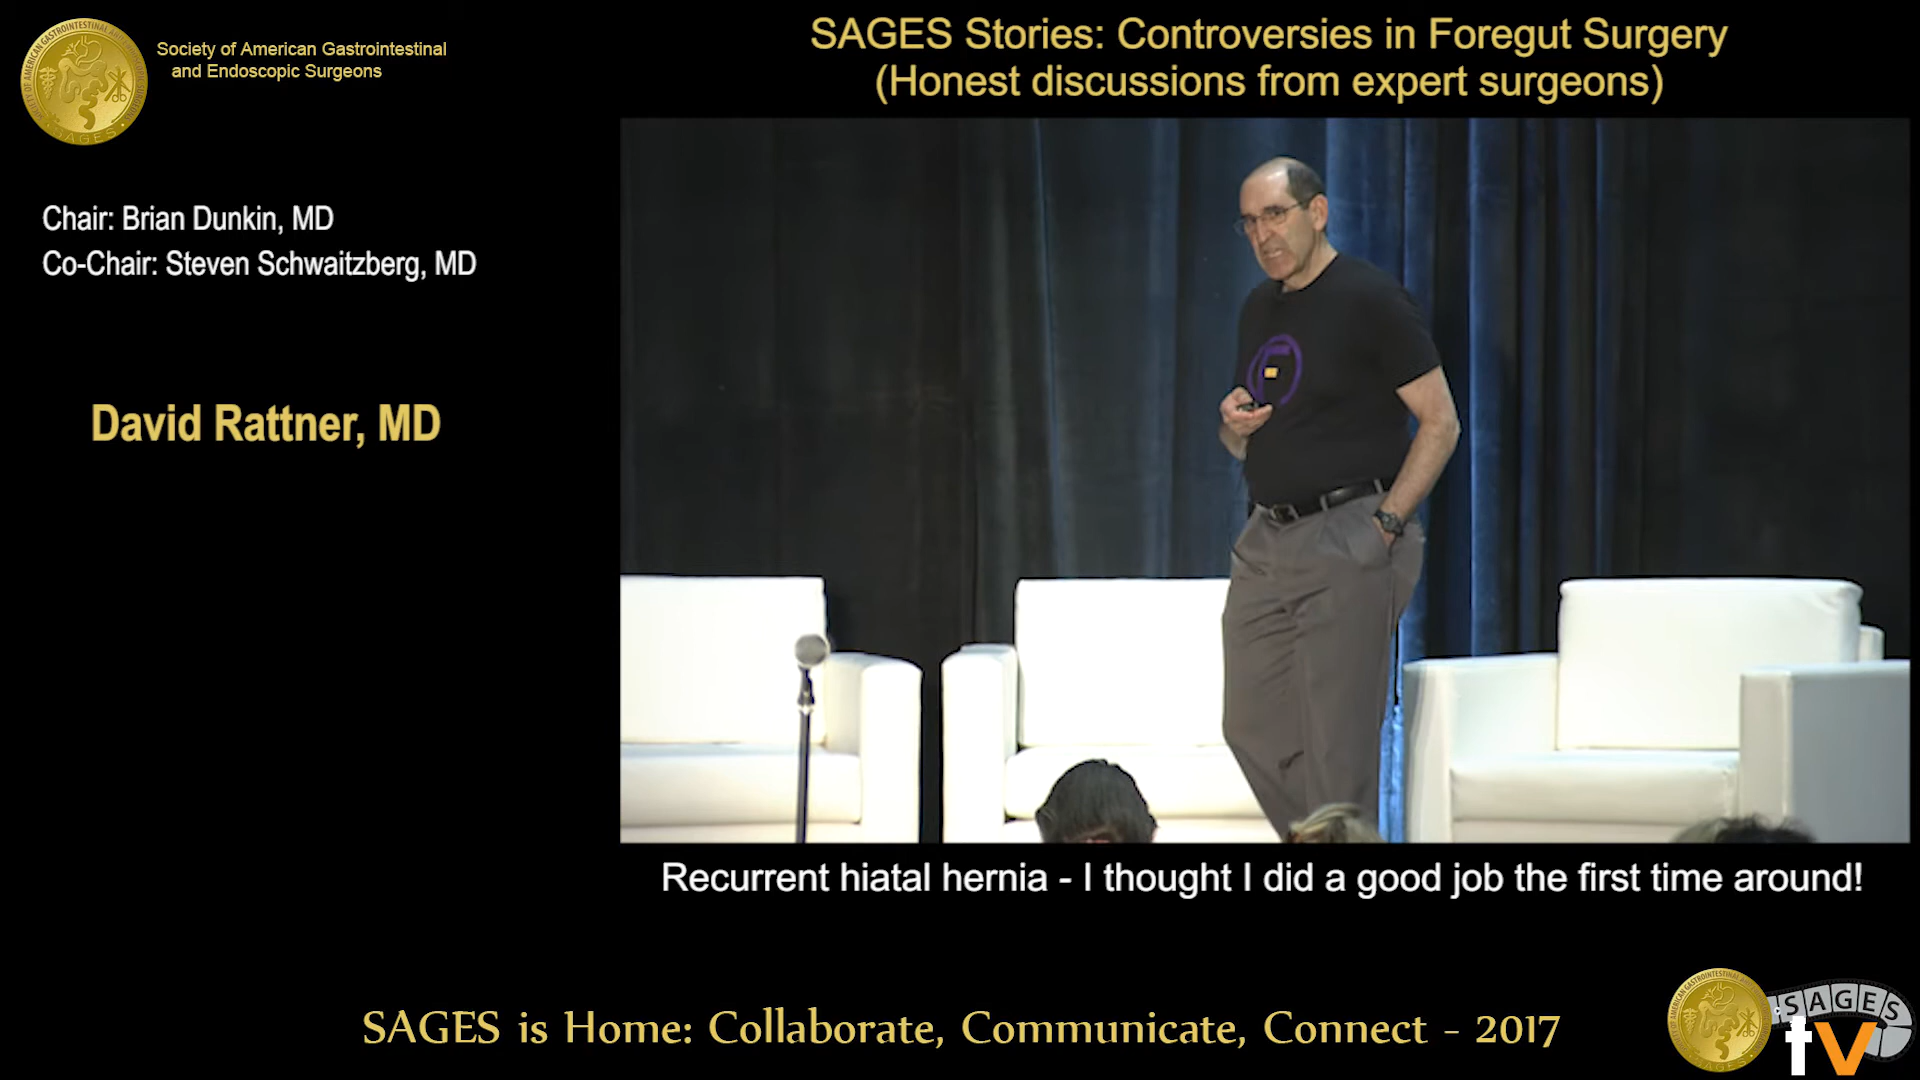 Society of American Gastrointestinal
and Endoscopic Surgeons
SAGES
SAGES Stories: Controversies in Foregut Surgery
(Honest discussions from expert surgeons)
Chair: Brian Dunkin, MD
Co-Chair: Steven Schwaitzberg, MD
David Rattner, MD
Recurrent hiatal hernia - I thought I did a good job the first time around!
SAGES is Home: Collaborate, Communicate, Connect - 2017
SAGES
tv